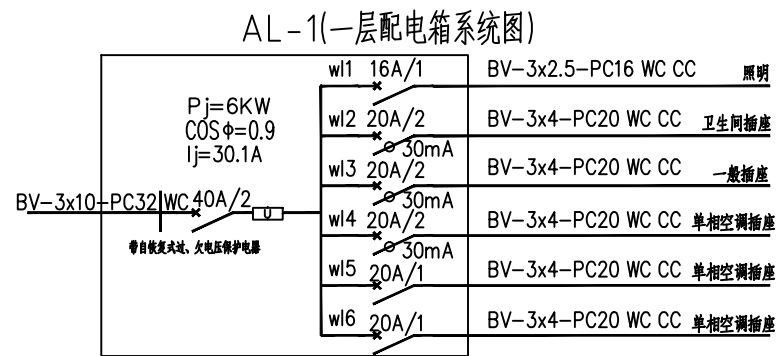 AL-1(一层配电箱系统图)
wl1 16A/1 BV-3x2.5-PC16 WC CC 照明
Pj=6KW
COSφ=0.9
Ij=30.1A
wl2 20A/2 30mA BV-3x4-PC20 WC CC 卫生间插座
wl3 20A/2 30mA BV-3x4-PC20 WC CC 一般插座
BV-3x10-PC32 WC 40A/2
带自恢复式过、欠电压保护电器
wl4 20A/2 30mA BV-3x4-PC20 WC CC 单相空调插座
wl5 20A/1 BV-3x4-PC20 WC CC 单相空调插座
wl6 20A/1 BV-3x4-PC20 WC CC 单相空调插座